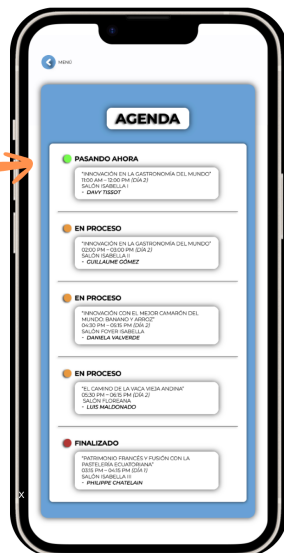 MENÚ
AGENDA
PASANDO AHORA
"INNOVACIÓN EN LA GASTRONOMÍA DEL MUNDO"
11:00 AM – 12:00 PM (DÍA 2)
SALÓN ISABELLA I
- DAVY TISSOT
EN PROCESO
"INNOVACIÓN EN LA GASTRONOMÍA DEL MUNDO"
02:00 PM – 03:00 PM (DÍA 2)
SALÓN ISABELLA II
- GUILLAUME GÓMEZ
EN PROCESO
"INNOVACIÓN CON EL MEJOR CAMARÓN DEL
MUNDO: BANANO Y ARROZ"
04:30 PM – 05:15 PM (DÍA 2)
SALÓN FOYER ISABELLA
- DANIELA VALVERDE
EN PROCESO
"EL CAMINO DE LA VACA VIEJA ANDINA"
05:30 PM – 06:15 PM (DÍA 2)
SALÓN FLOREANA
- LUIS MALDONADO
FINALIZADO
"PATRIMONIO FRANCÉS Y FUSIÓN CON LA
PASTELERÍA ECUATORIANA"
03:15 PM – 04:15 PM (DÍA 1)
SALÓN ISABELLA III
- PHILIPPE CHATELAIN
X